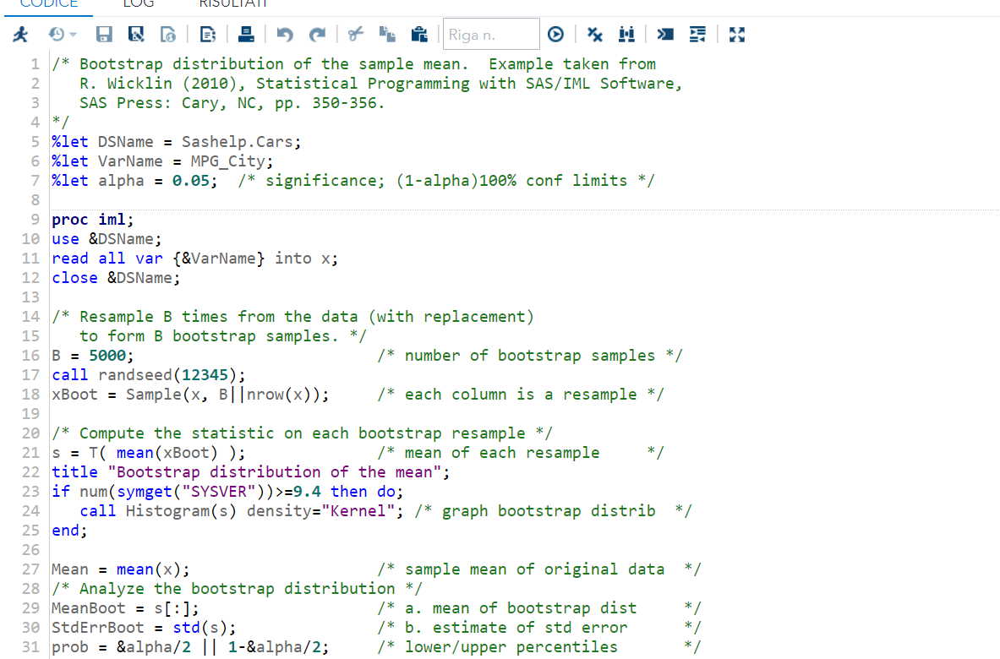 CODICE LOG RISULTATI
Riga n.
1 /* Bootstrap distribution of the sample mean.  Example taken from
2    R. Wicklin (2010), Statistical Programming with SAS/IML Software,
3    SAS Press: Cary, NC, pp. 350-356.
4 */
5 %let DSName = Sashelp.Cars;
6 %let VarName = MPG_City;
7 %let alpha = 0.05;  /* significance; (1-alpha)100% conf limits */
8
9 proc iml;
10 use &DSName;
11 read all var {&VarName} into x;
12 close &DSName;
13
14 /* Resample B times from the data (with replacement)
15    to form B bootstrap samples. */
16 B = 5000;                          /* number of bootstrap samples */
17 call randseed(12345);
18 xBoot = Sample(x, B||nrow(x));     /* each column is a resample */
19
20 /* Compute the statistic on each bootstrap resample */
21 s = T( mean(xBoot) );              /* mean of each resample     */
22 title "Bootstrap distribution of the mean";
23 if num(symget("SYSVER"))>=9.4 then do;
24    call Histogram(s) density="Kernel"; /* graph bootstrap distrib  */
25 end;
26
27 Mean = mean(x);                    /* sample mean of original data  */
28 /* Analyze the bootstrap distribution */
29 MeanBoot = s[:];                   /* a. mean of bootstrap dist     */
30 StdErrBoot = std(s);               /* b. estimate of std error      */
31 prob = &alpha/2 || 1-&alpha/2;     /* lower/upper percentiles       */